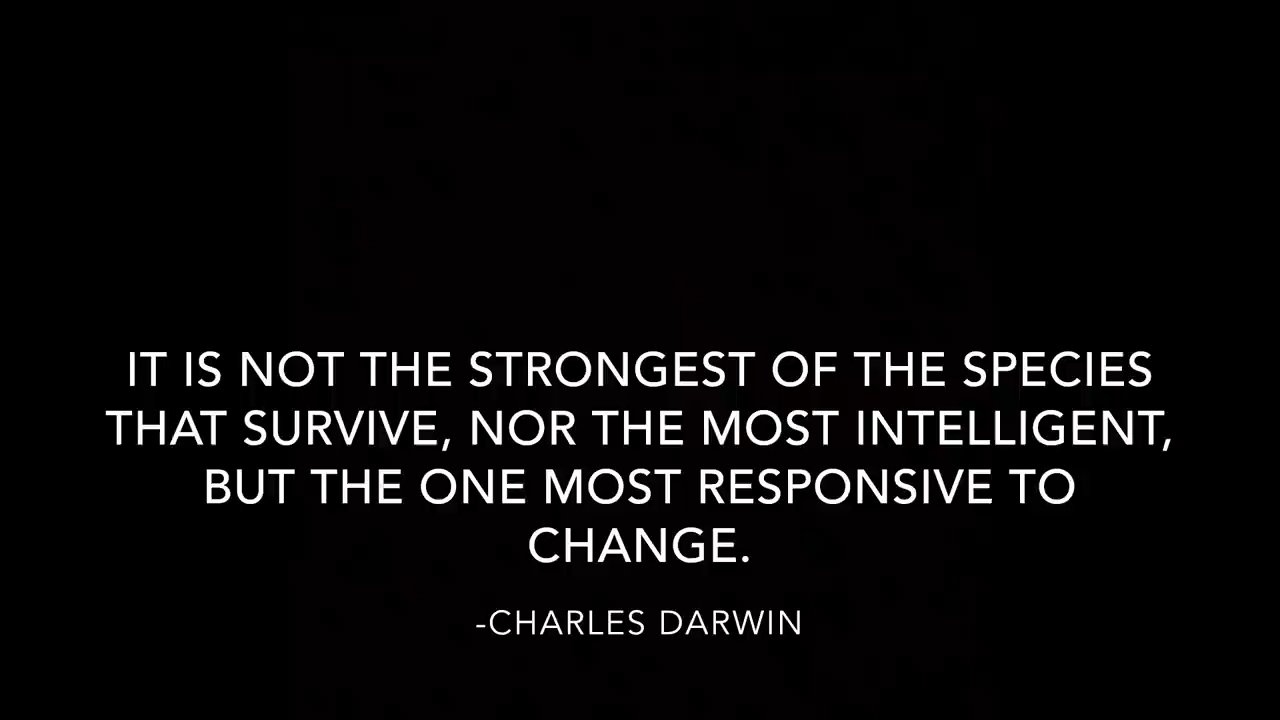 IT IS NOT THE STRONGEST OF THE SPECIES
THAT SURVIVE, NOR THE MOST INTELLIGENT,
BUT THE ONE MOST RESPONSIVE TO
CHANGE.
-CHARLES DARWIN